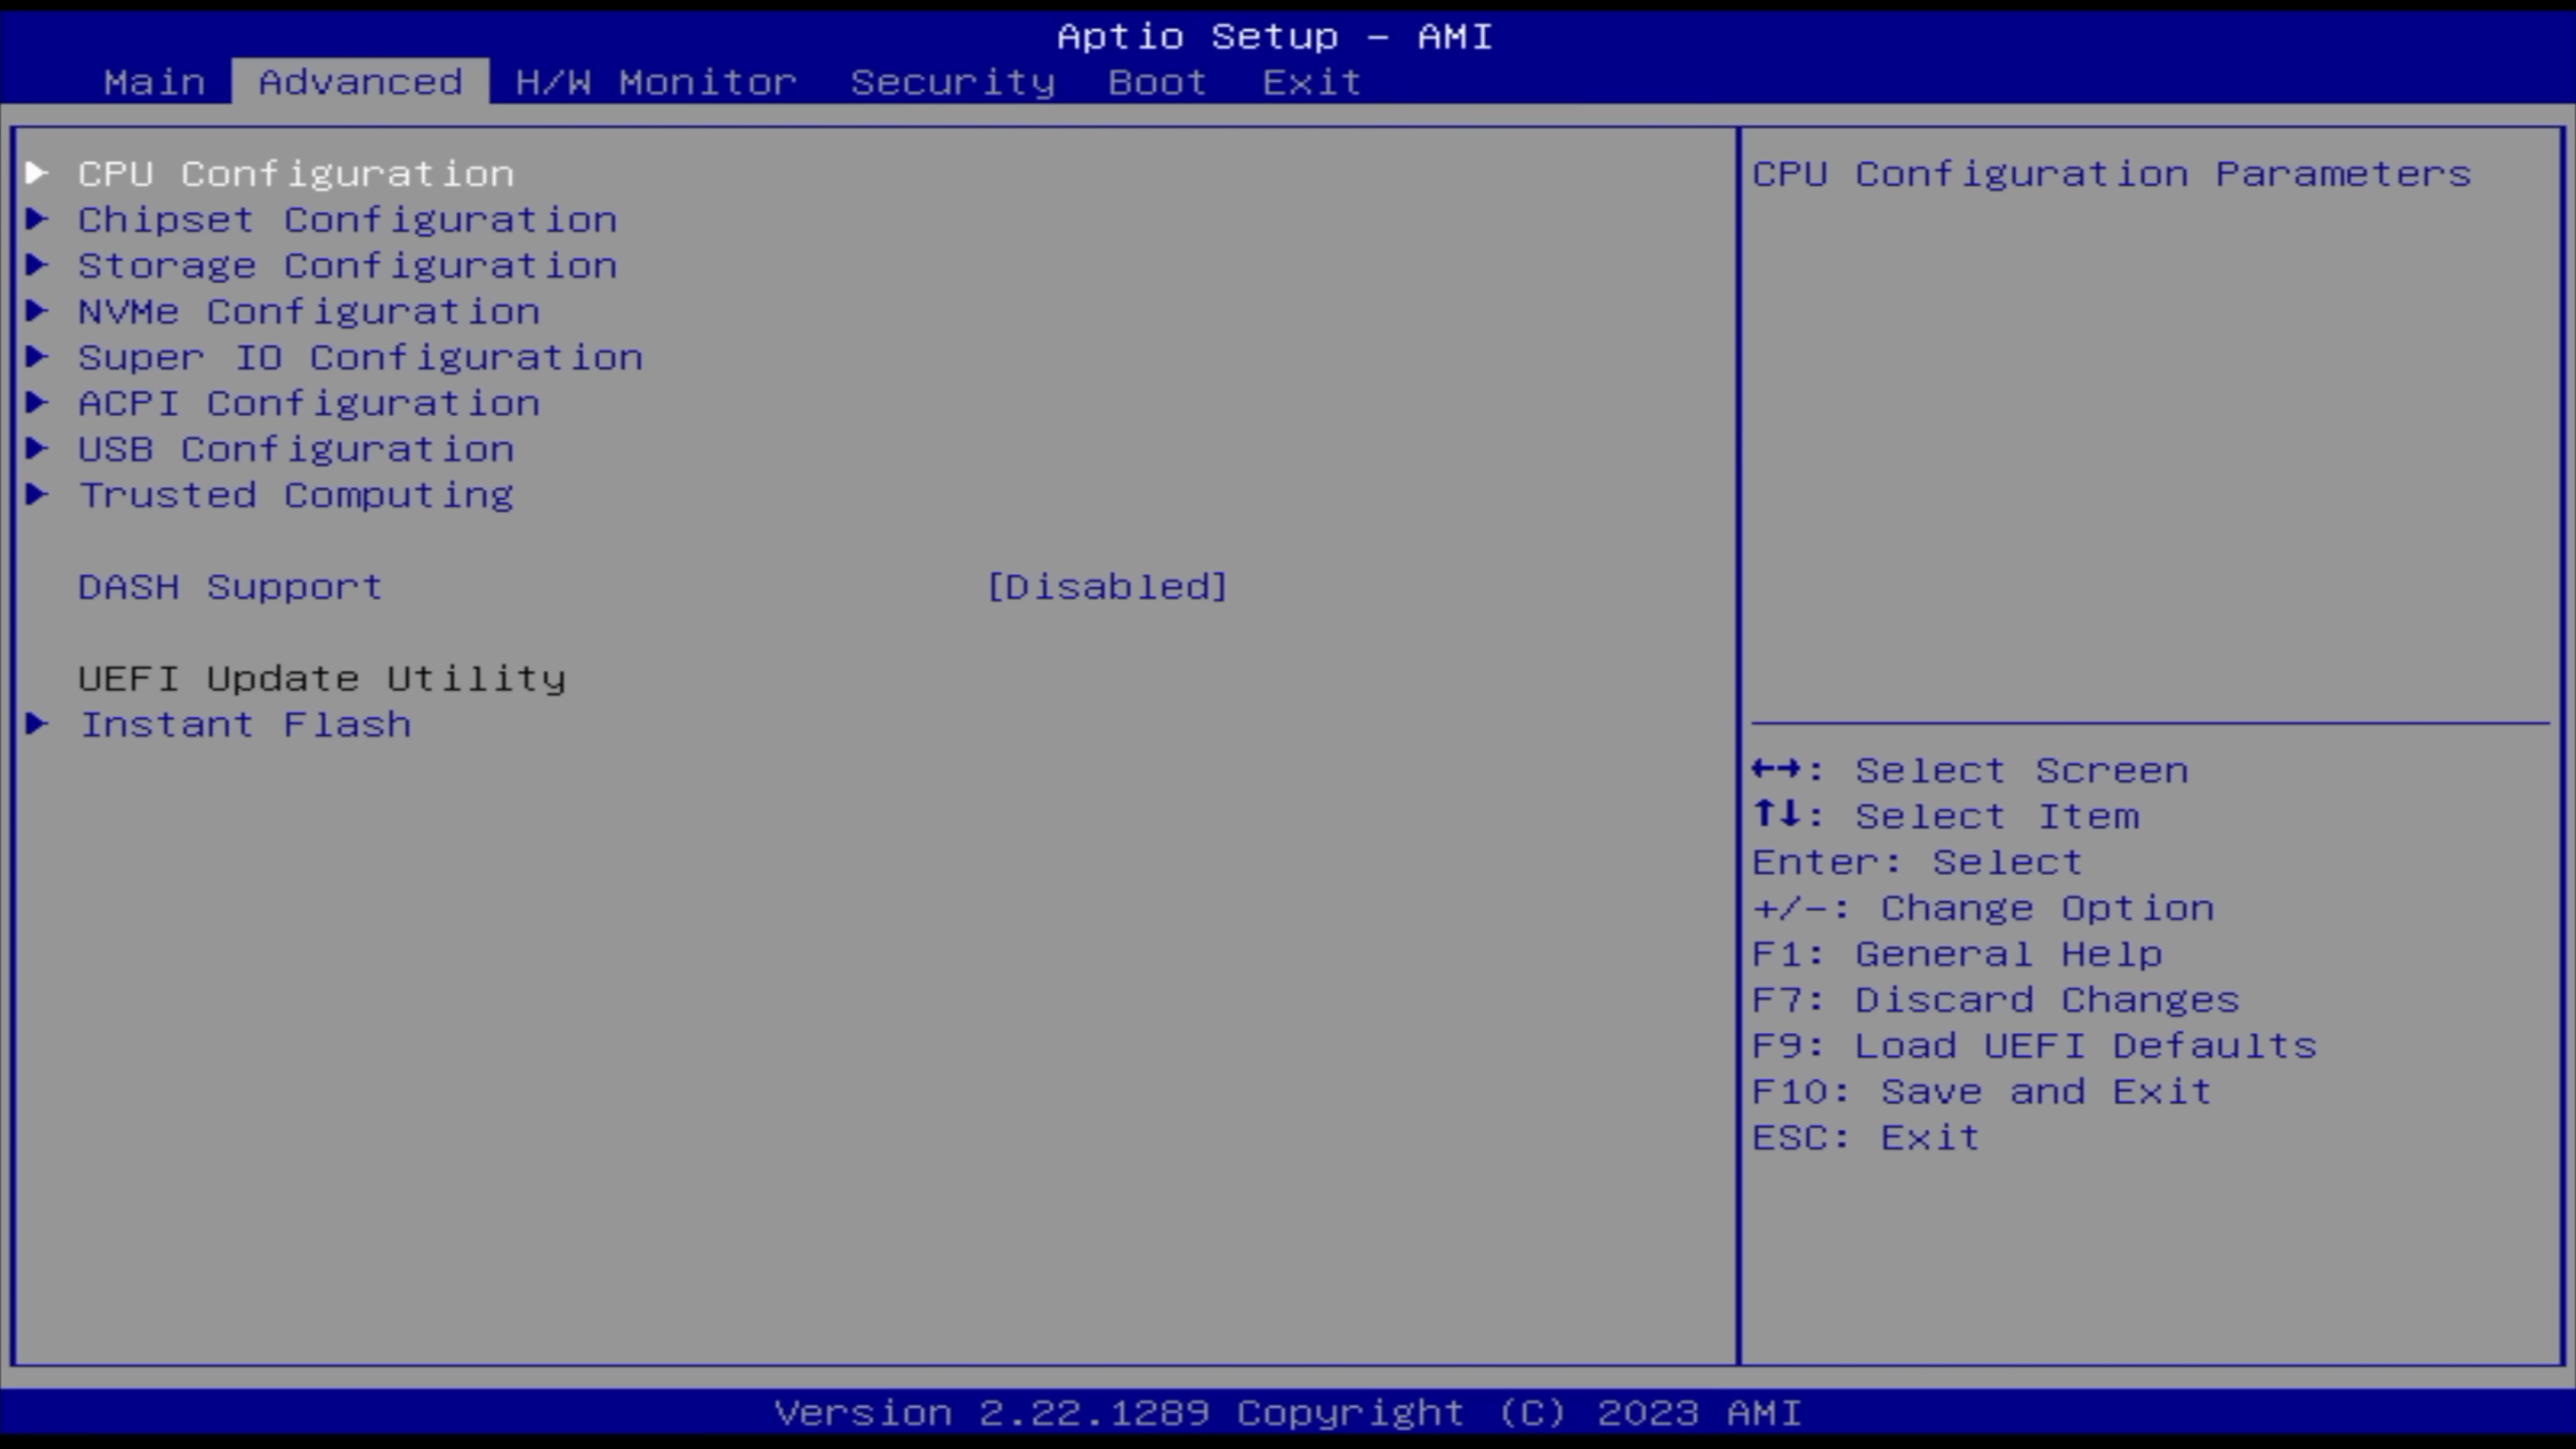 Aptio Setup - AMI
Main Advanced H/W Monitor Security Boot Exit
CPU Configuration
Chipset Configuration
Storage Configuration
NVMe Configuration
Super IO Configuration
ACPI Configuration
USB Configuration
Trusted Computing
DASH Support [Disabled]
UEFI Update Utility
Instant Flash
CPU Configuration Parameters
←→: Select Screen
↑↓: Select Item
Enter: Select
+/-: Change Option
F1: General Help
F7: Discard Changes
F9: Load UEFI Defaults
F10: Save and Exit
ESC: Exit
Version 2.22.1289 Copyright (C) 2023 AMI